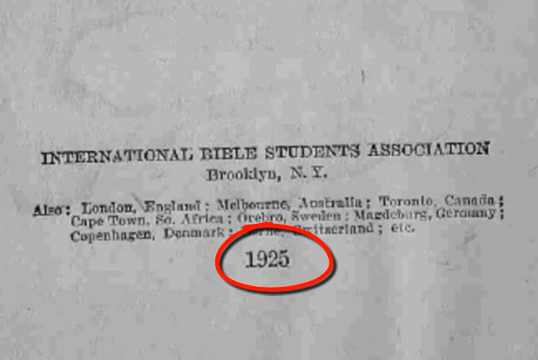 INTERNATIONAL BIBLE STUDENTS ASSOCIATION
Brooklyn, N. Y.
Also: London, England; Melbourne, Australia; Toronto, Canada;
Cape Town, So. Africa; Orebro, Sweden; Magdeburg, Germany;
Copenhagen, Denmark; Switzerland; etc.
1925